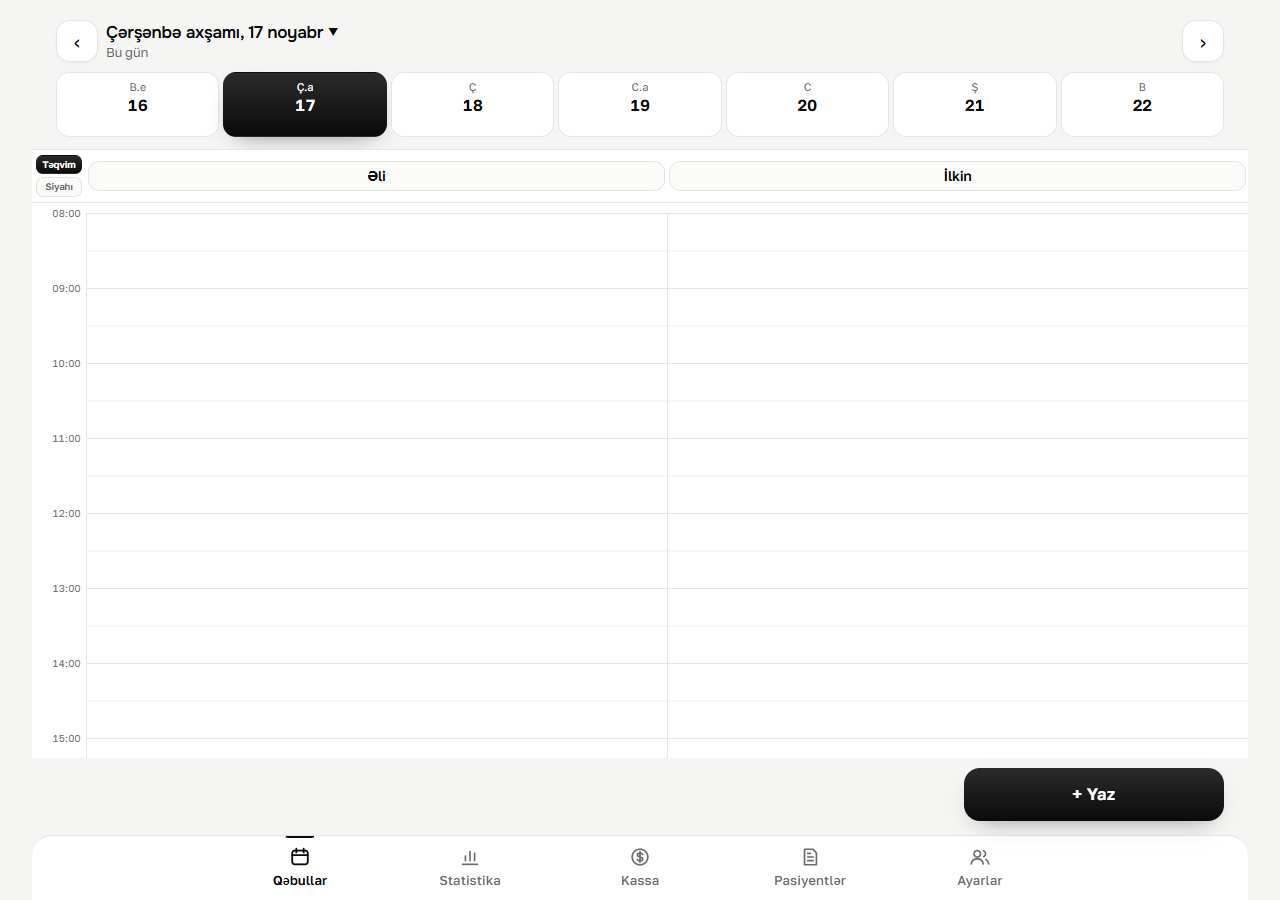 ‹
Çərşənbə axşamı, 17 noyabr ▼
Bu gün
›
B.e
16
Ç.a
17
Ç
18
C.a
19
C
20
Ş
21
B
22
Təqvim
Siyahı
Əli
İlkin
08:00
09:00
10:00
11:00
12:00
13:00
14:00
15:00
+ Yaz
Qəbullar
Statistika
Kassa
Pasiyentlər
Ayarlar